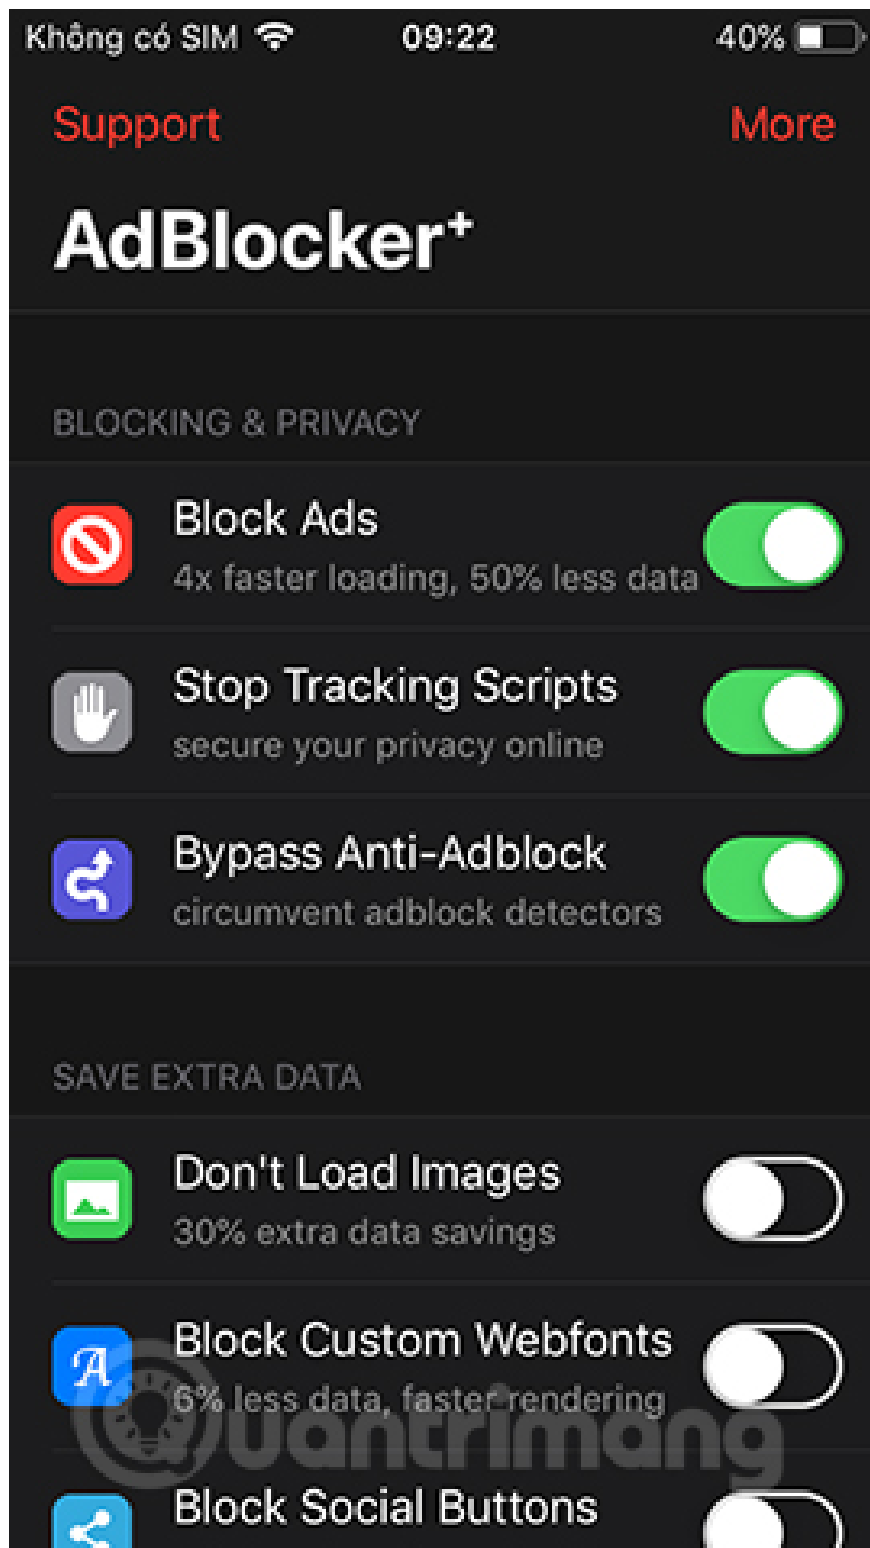 Không có SIM 09:22 40%
Support More
AdBlocker+
BLOCKING & PRIVACY
Block Ads
4x faster loading, 50% less data
Stop Tracking Scripts
secure your privacy online
Bypass Anti-Adblock
circumvent adblock detectors
SAVE EXTRA DATA
Don't Load Images
30% extra data savings
Block Custom Webfonts
6% less data, faster rendering
Quantrimang
Block Social Buttons